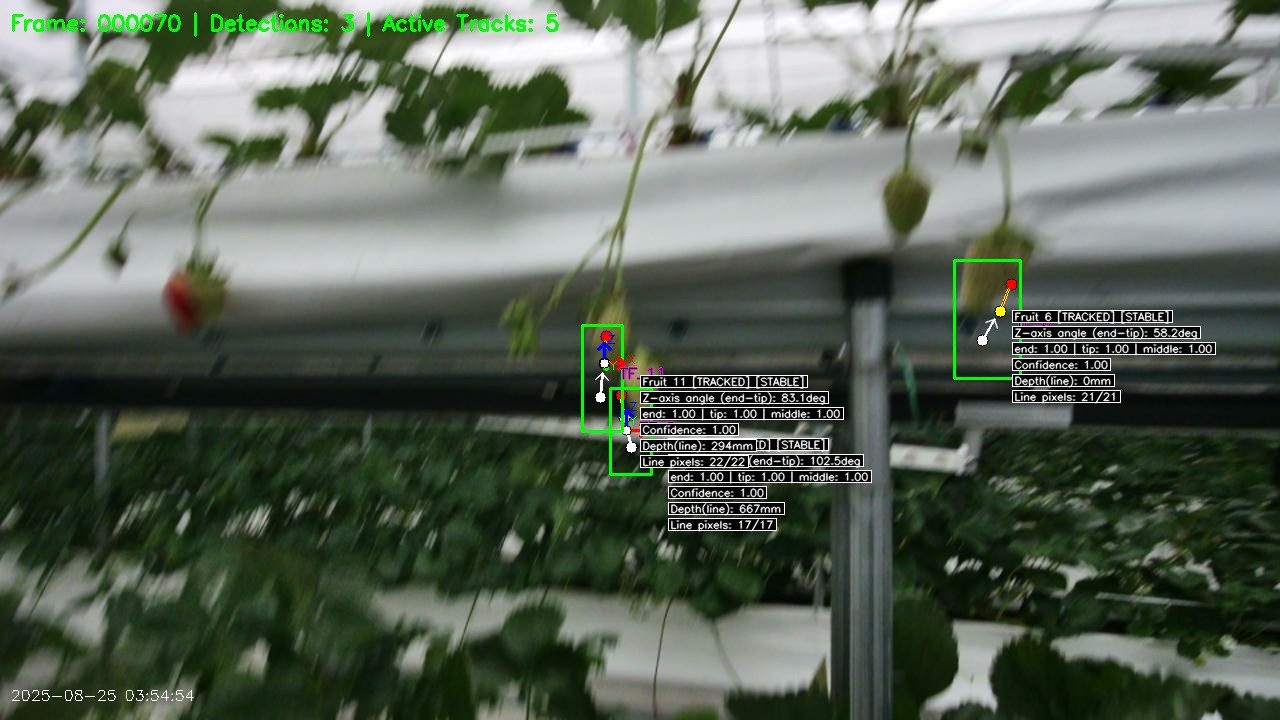 Frame: 000070 | Detections: 3 | Active Tracks: 5
Fruit 6 [TRACKED] [STABLE]
Z-axis angle (end-tip): 58.2deg
end: 1.00 | tip: 1.00 | middle: 1.00
Confidence: 1.00
Depth(line): 0mm
Line pixels: 21/21
TF_11
Fruit 11 [TRACKED] [STABLE]
Z-axis angle (end-tip): 83.1deg
end: 1.00 | tip: 1.00 | middle: 1.00
Confidence: 1.00
Depth(line): 294mm
D] [STABLE]
Line pixels: 22/22
(end-tip): 102.5deg
end: 1.00 | tip: 1.00 | middle: 1.00
Confidence: 1.00
Depth(line): 667mm
Line pixels: 17/17
2025-08-25 03:54:54